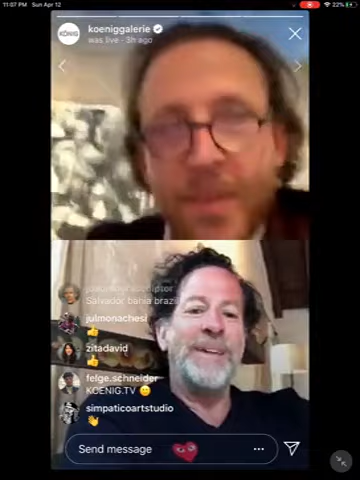 11:07 PM Sun Apr 12
22%
KÖNIG
koeniggalerie
was live · 3h ago
Salvador bahia brazil
julmonachesi
zitadavid
felge.schneider
KOENIG.TV
simpaticoartstudio
Send message